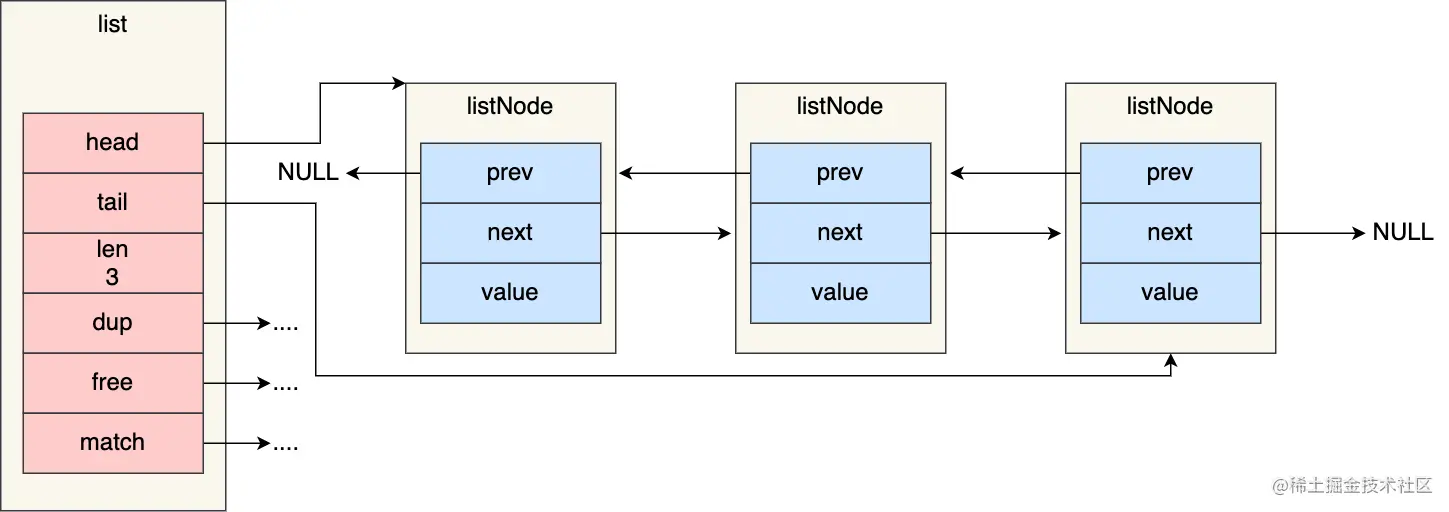 list
head
tail
len
3
dup
....
free
....
match
....
NULL
listNode
prev
next
value
listNode
prev
next
value
listNode
prev
next
value
NULL
@稀土掘金技术社区